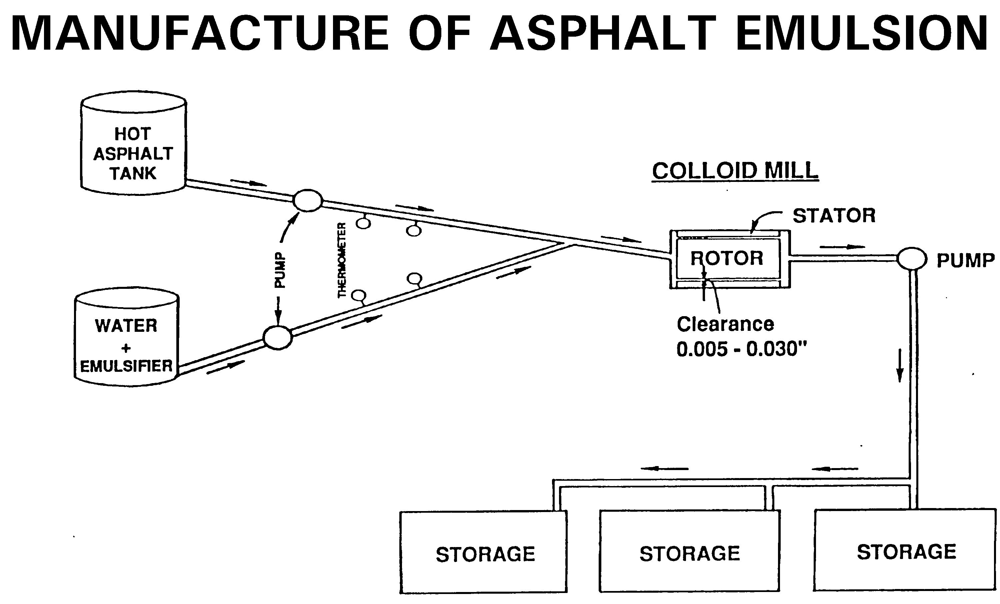 MANUFACTURE OF ASPHALT EMULSION
HOT
ASPHALT
TANK
COLLOID MILL
STATOR
THERMOMETER
ROTOR
PUMP
PUMP
WATER
+
EMULSIFIER
Clearance
0.005 - 0.030"
STORAGE
STORAGE
STORAGE